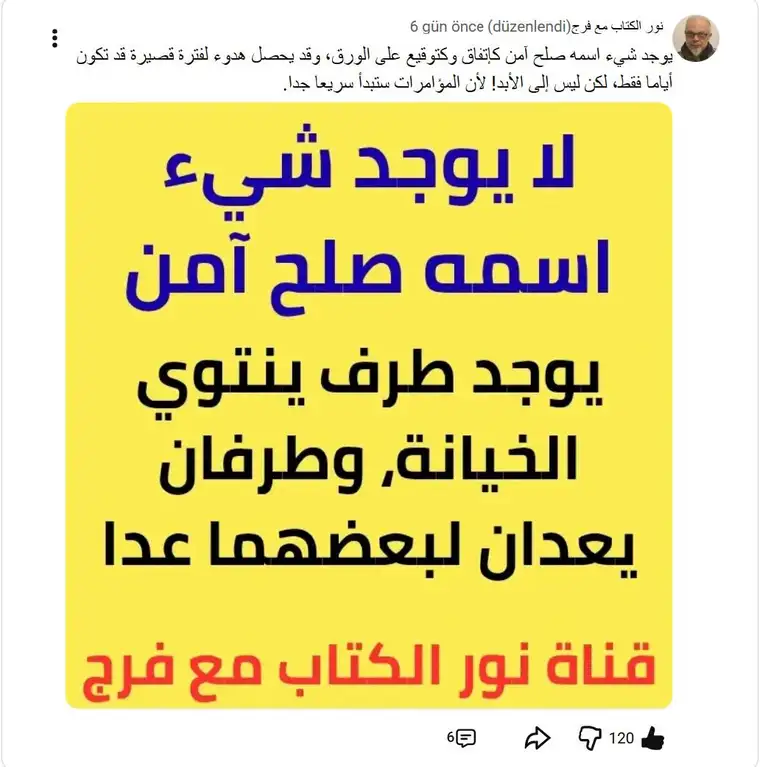 نور الكتاب مع فرج(düzenlendi) 6 gün önce
يوجد شيء اسمه صلح آمن كإتفاق وكتوقيع على الورق، وقد يحصل هدوء لفترة قصيرة قد تكون
أياما فقط، لكن ليس إلى الأبد! لأن المؤامرات ستبدأ سريعا جدا.
لا يوجد شيء
اسمه صلح آمن
يوجد طرف ينتوي
الخيانة، وطرفان
يعدان لبعضهما عدا
قناة نور الكتاب مع فرج
120
6